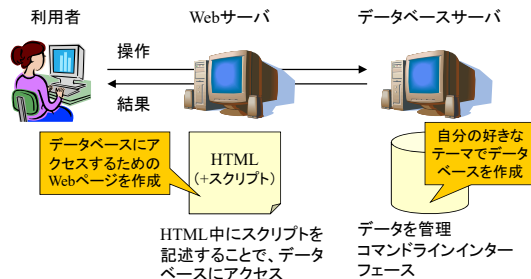 利用者
Webサーバ
データベースサーバ
操作
結果
データベースに
アクセスするための
Webページを作成
HTML
(+スクリプト)
自分の好きな
テーマでデータ
ベースを作成
HTML中にスクリプトを
記述することで、データ
ベースにアクセス
データを管理
コマンドラインインター
フェース